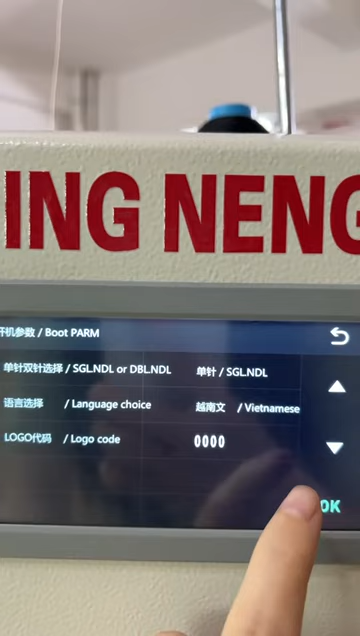 ING NENG
开机参数 / Boot PARM
单针双针选择 / SGL.NDL or DBL.NDL 单针 / SGL.NDL
语言选择 / Language choice 越南文 / Vietnamese
LOGO代码 / Logo code 0000
OK